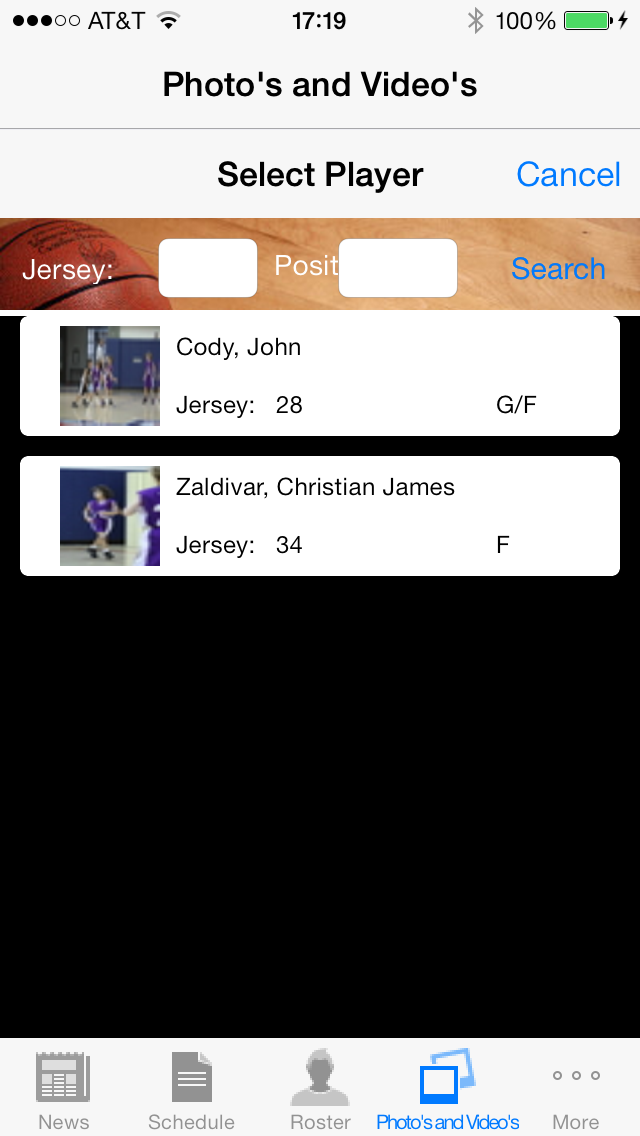 AT&T 17:19 100%
Photo's and Video's
Select Player Cancel
Jersey: Posit Search
Cody, John
Jersey: 28 G/F
Zaldivar, Christian James
Jersey: 34 F
News Schedule Roster Photo's and Video's More